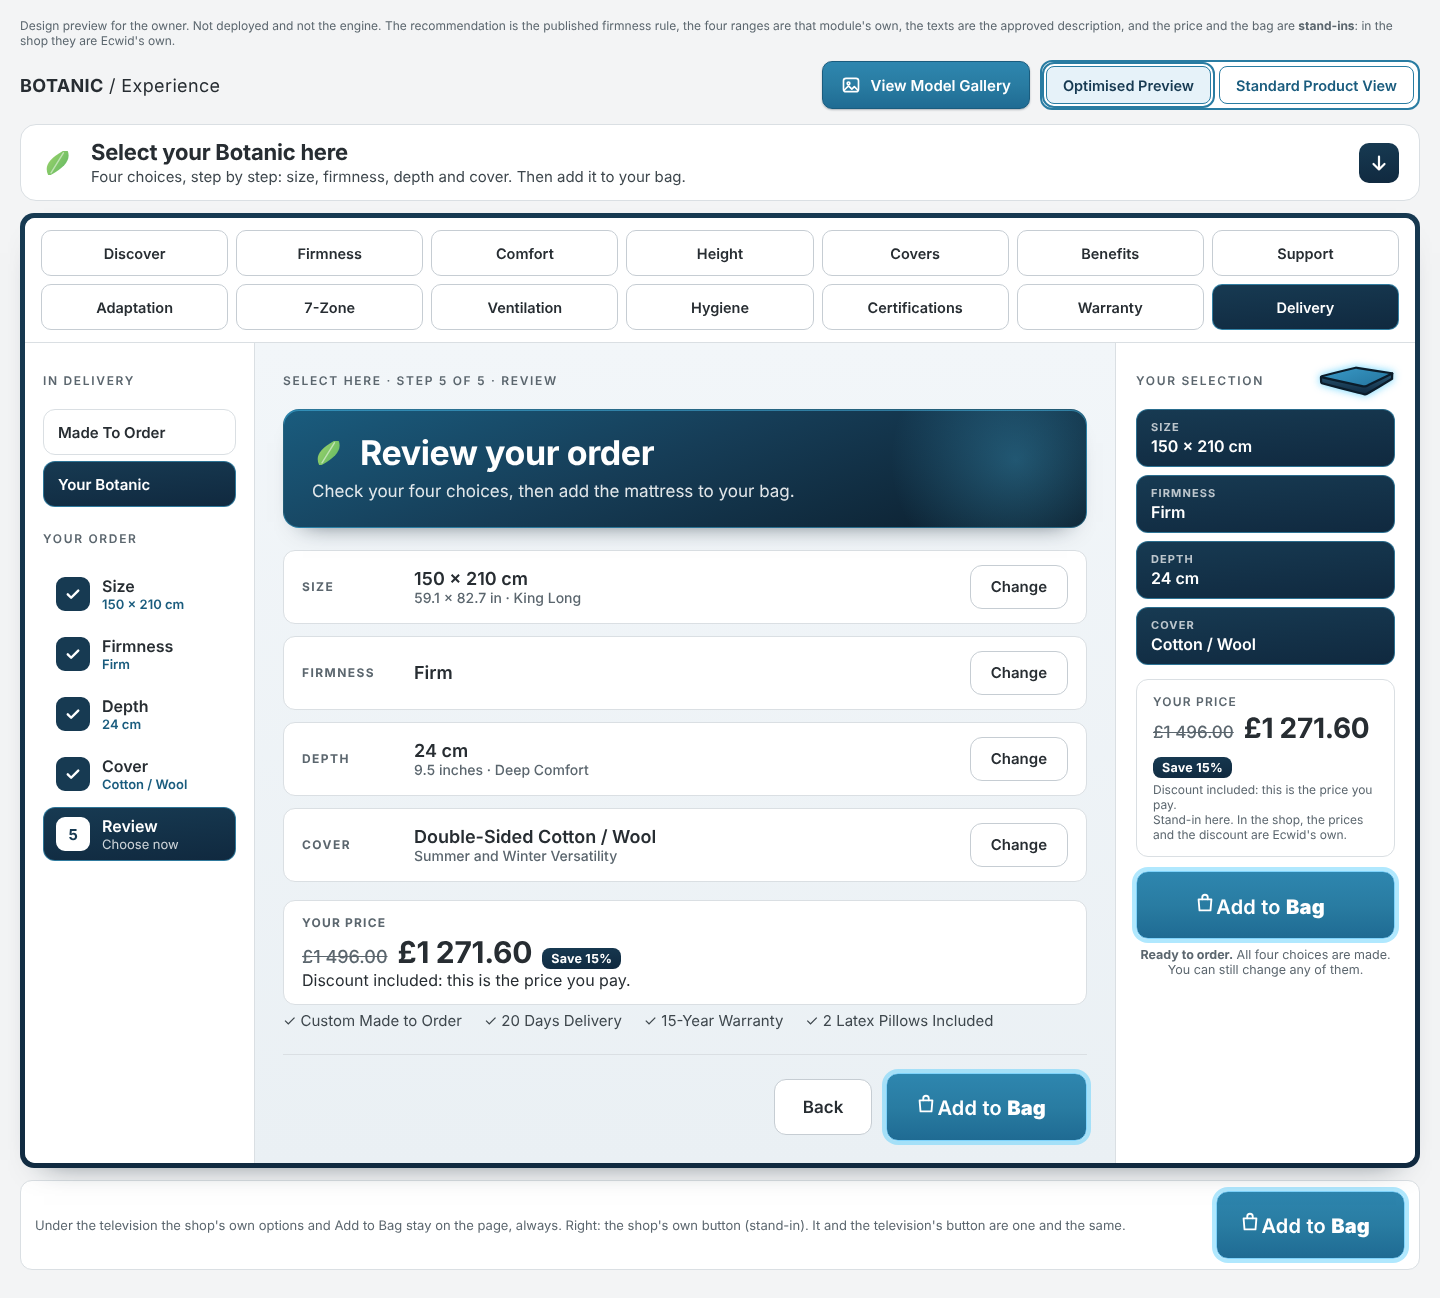 Design preview for the owner. Not deployed and not the engine. The recommendation is the published firmness rule, the four ranges are that module's own, the texts are the approved description, and the price and the bag are stand-ins: in the
shop they are Ecwid's own.
BOTANIC / Experience
View Model Gallery
Optimised Preview
Standard Product View
Select your Botanic here
Four choices, step by step: size, firmness, depth and cover. Then add it to your bag.
Discover
Firmness
Comfort
Height
Covers
Benefits
Support
Adaptation
7-Zone
Ventilation
Hygiene
Certifications
Warranty
Delivery
IN DELIVERY
Made To Order
Your Botanic
YOUR ORDER
Size
150 × 210 cm
Firmness
Firm
Depth
24 cm
Cover
Cotton / Wool
5
Review
Choose now
SELECT HERE · STEP 5 OF 5 · REVIEW
Review your order
Check your four choices, then add the mattress to your bag.
SIZE
150 × 210 cm
59.1 × 82.7 in · King Long
Change
FIRMNESS
Firm
Change
DEPTH
24 cm
9.5 inches · Deep Comfort
Change
COVER
Double-Sided Cotton / Wool
Summer and Winter Versatility
Change
YOUR PRICE
£1 496.00 £1 271.60 Save 15%
Discount included: this is the price you pay.
✓ Custom Made to Order ✓ 20 Days Delivery ✓ 15-Year Warranty ✓ 2 Latex Pillows Included
Back
Add to Bag
YOUR SELECTION
SIZE
150 × 210 cm
FIRMNESS
Firm
DEPTH
24 cm
COVER
Cotton / Wool
YOUR PRICE
£1 496.00 £1 271.60
Save 15%
Discount included: this is the price you
pay.
Stand-in here. In the shop, the prices
and the discount are Ecwid's own.
Add to Bag
Ready to order. All four choices are made.
You can still change any of them.
Under the television the shop's own options and Add to Bag stay on the page, always. Right: the shop's own button (stand-in). It and the television's button are one and the same.
Add to Bag